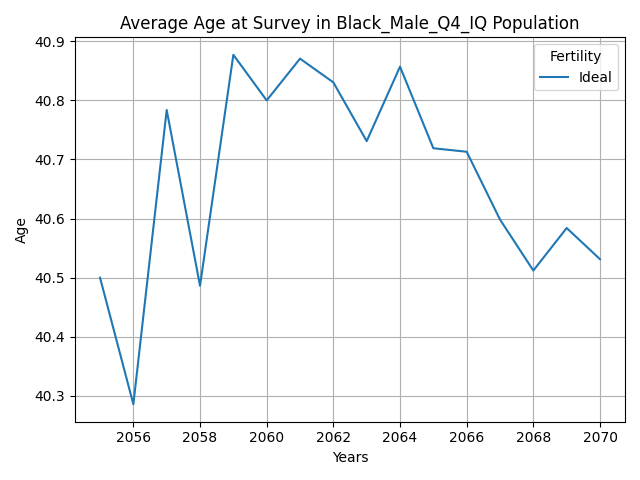 Average Age at Survey in Black_Male_Q4_IQ Population
40.9
40.8
40.7
40.6
40.5
40.4
40.3
Age
Fertility
Ideal
2056 2058 2060 2062 2064 2066 2068 2070
Years